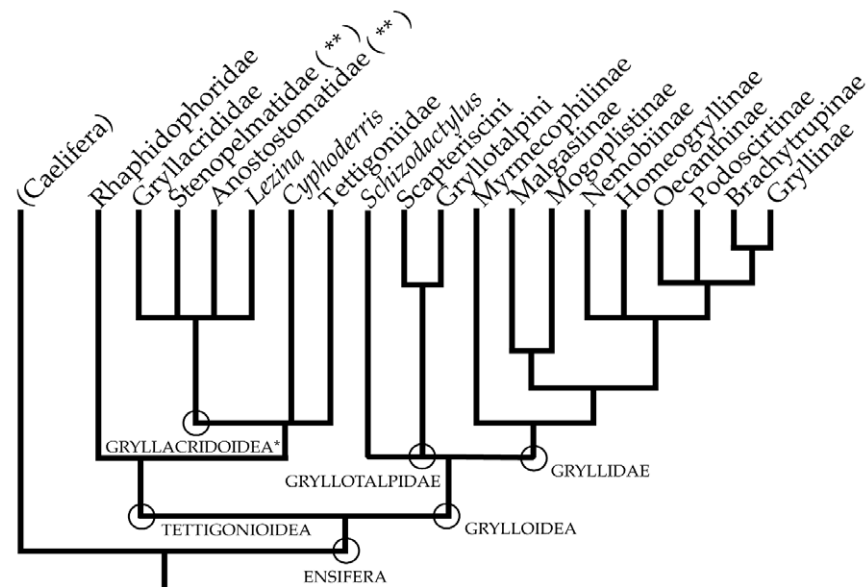 (Caelifera)
Rhaphidophoridae
Gryllacrididae
Stenopelmatidae (**)
Anostostomatidae (**)
Lezina
Cyphoderris
Tettigoniidae
Schizodactylus
Scapteriscini
Gryllotalpini
Myrmecophilinae
Malgasiinae
Mogoplistinae
Nemobiinae
Homeogryllinae
Oecanthinae
Podoscirtinae
Brachytrupinae
Gryllinae
GRYLLACRIDOIDEA*
GRYLLOTALPIDAE
GRYLLIDAE
TETTIGONIOIDEA
GRYLLOIDEA
ENSIFERA